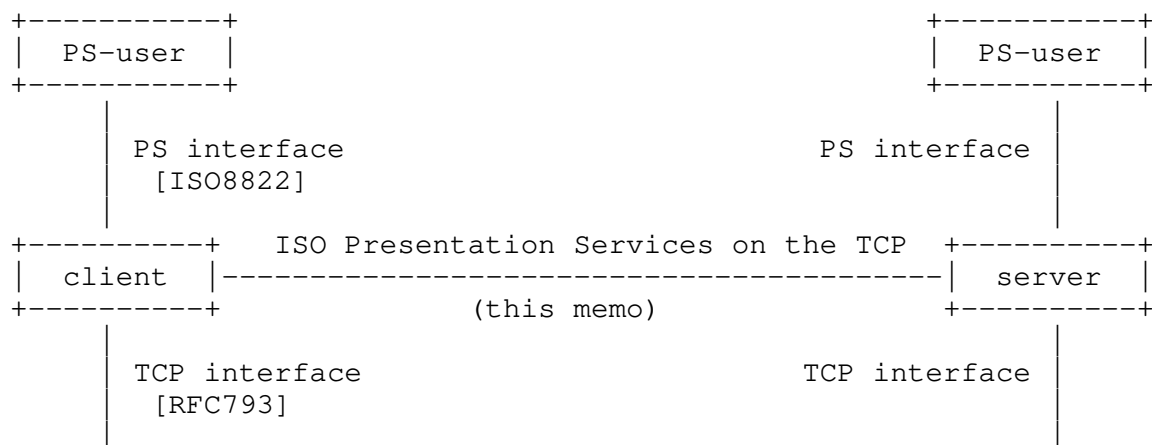 PS-user PS-user
PS interface PS interface
[ISO8822]
ISO Presentation Services on the TCP
client server
(this memo)
TCP interface TCP interface
[RFC793]